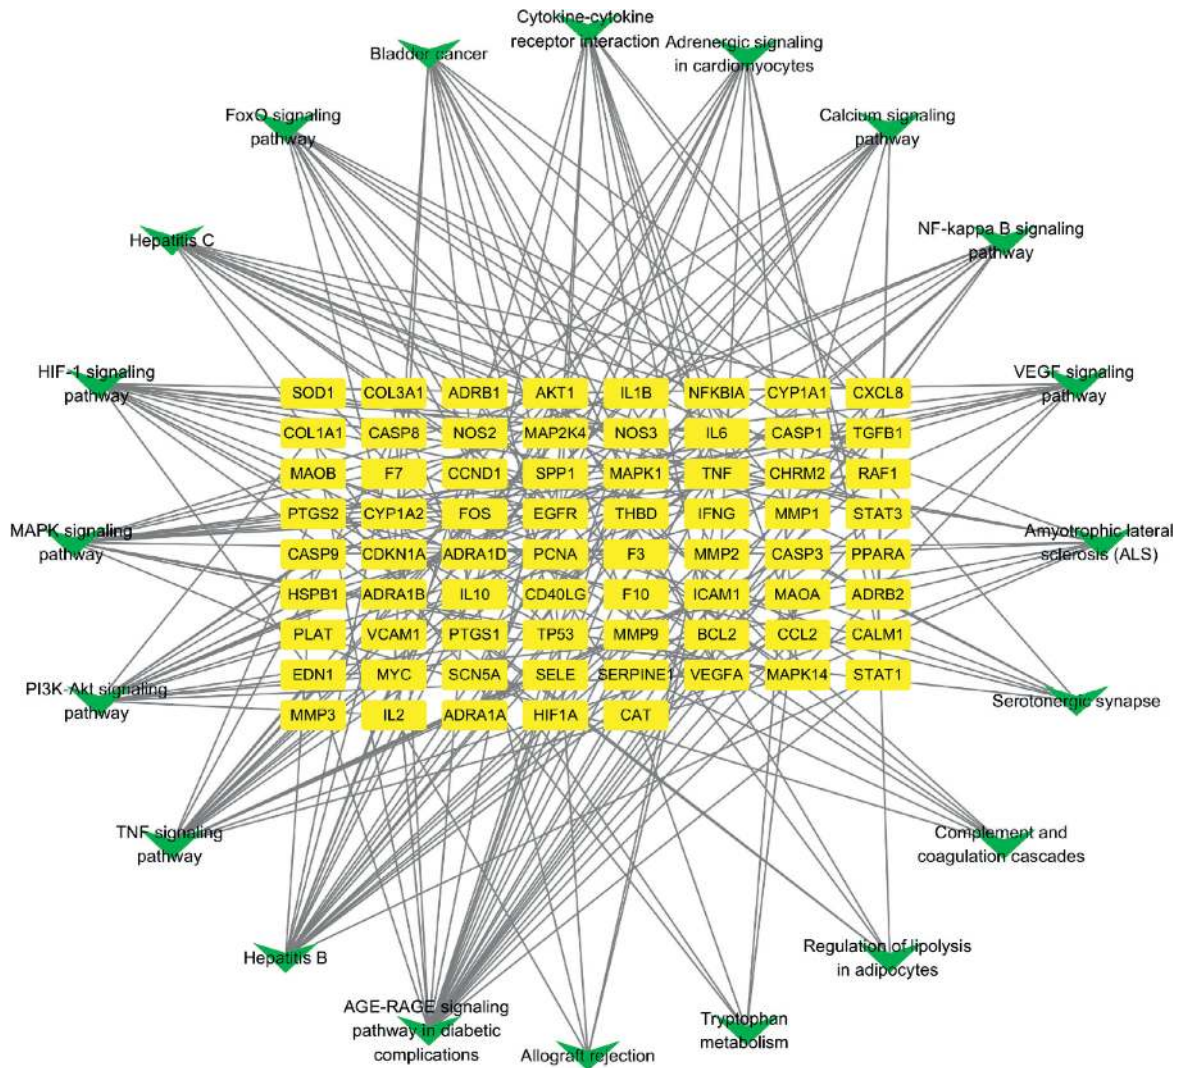 Cytokine-cytokine
receptor interaction
Adrenergic signaling
in cardiomyocytes
Bladder cancer
FoxO signaling
pathway
Calcium signaling
pathway
Hepatitis C
NF-kappa B signaling
pathway
HIF-1 signaling
pathway
VEGF signaling
pathway
SOD1 COL3A1 ADRB1 AKT1 IL1B NFKBIA CYP1A1 CXCL8
COL1A1 CASP8 NOS2 MAP2K4 NOS3 IL6 CASP1 TGFB1
MAOB F7 CCND1 SPP1 MAPK1 TNF CHRM2 RAF1
PTGS2 CYP1A2 FOS EGFR THBD IFNG MMP1 STAT3
MAPK signaling
pathway
Amyotrophic lateral
sclerosis (ALS)
CASP9 CDKN1A ADRA1D PCNA F3 MMP2 CASP3 PPARA
HSPB1 ADRA1B IL10 CD40LG F10 ICAM1 MAOA ADRB2
PLAT VCAM1 PTGS1 TP53 MMP9 BCL2 CCL2 CALM1
EDN1 MYC SCN5A SELE SERPINE1 VEGFA MAPK14 STAT1
MMP3 IL2 ADRA1A HIF1A CAT
PI3K-Akt signaling
pathway
Serotonergic synapse
TNF signaling
pathway
Complement and
coagulation cascades
Hepatitis B
Regulation of lipolysis
in adipocytes
AGE-RAGE signaling
pathway in diabetic
complications
Allograft rejection
Tryptophan
metabolism